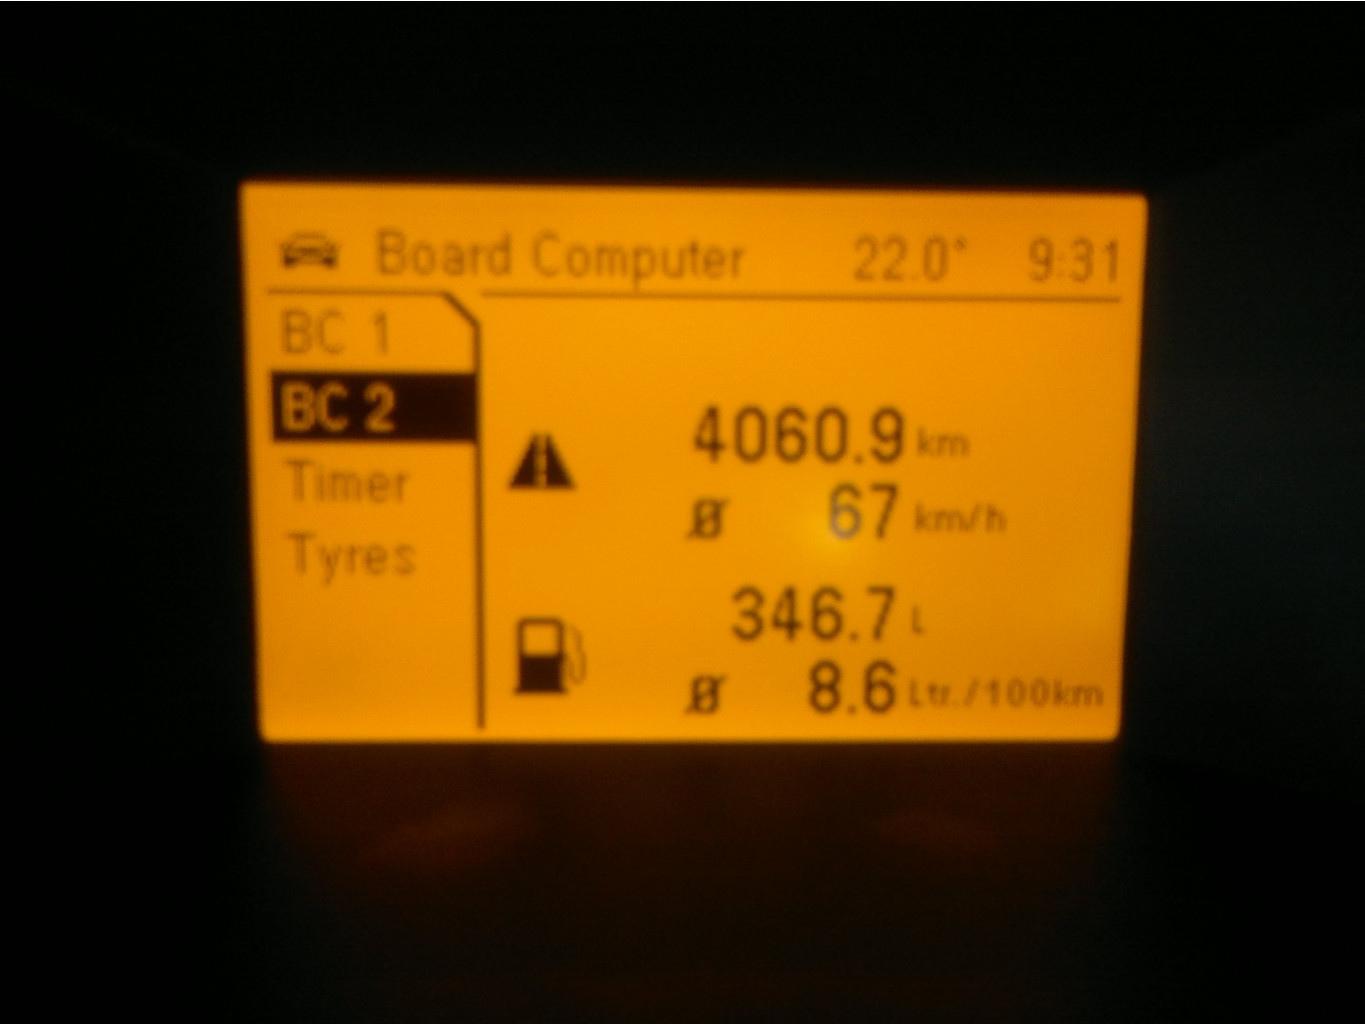 Board Computer 22.0° 9:31
BC 1
BC 2
Timer
Tyres
4060.9 km
Ø 67 km/h
346.7 L
Ø 8.6 Ltr./100km